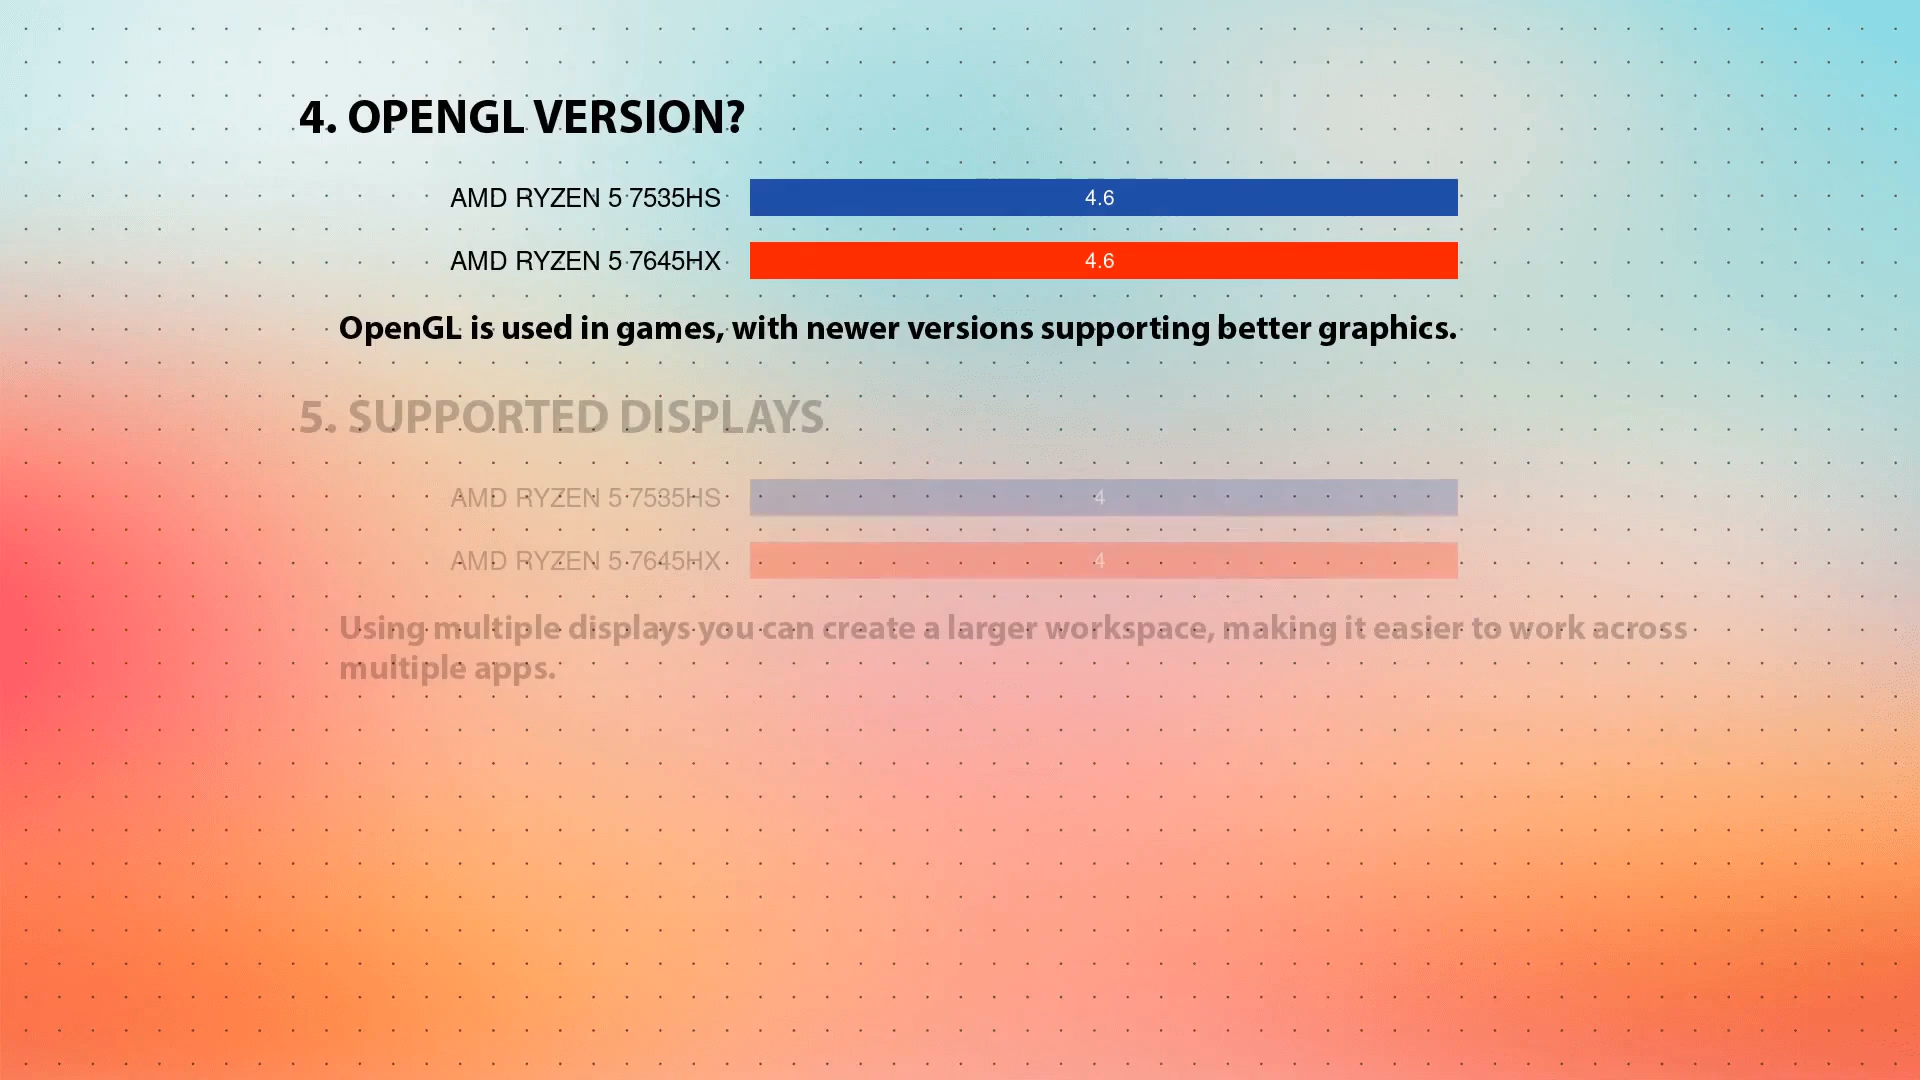 4. OPENGL VERSION?
AMD RYZEN 5 7535HS
4.6
AMD RYZEN 5 7645HX
4.6
OpenGL is used in games, with newer versions supporting better graphics.
5. SUPPORTED DISPLAYS
AMD RYZEN 5 7535HS
4
AMD RYZEN 5 7645HX
4
Using multiple displays you can create a larger workspace, making it easier to work across
multiple apps.